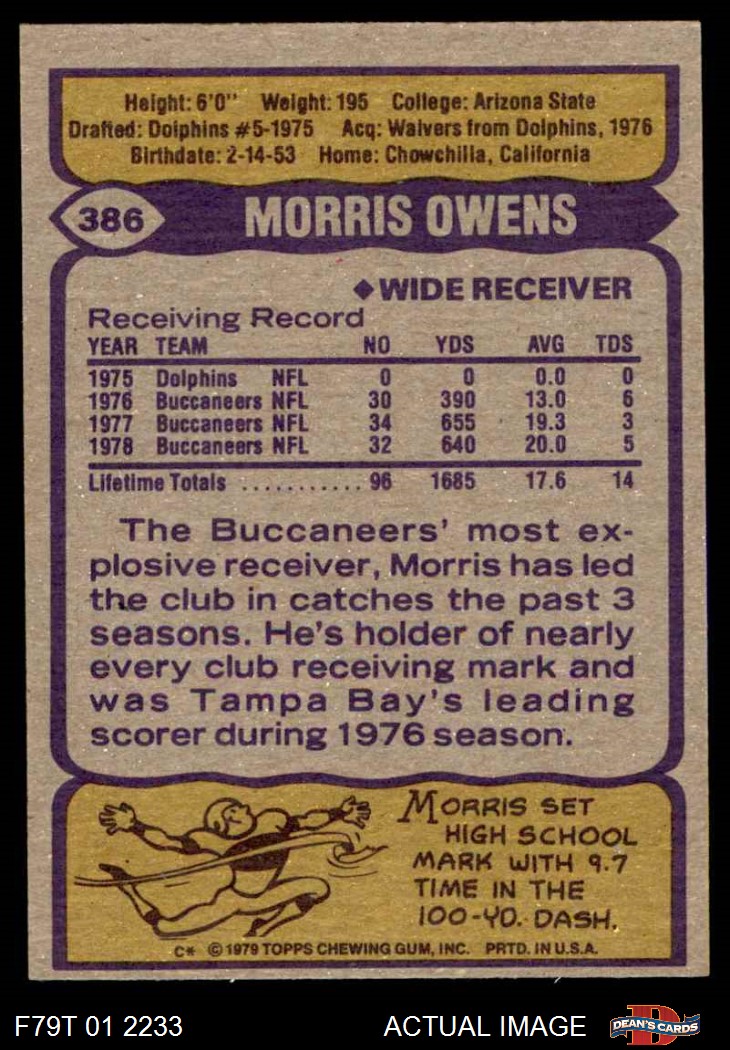 Height: 6'0" Weight: 195 College: Arizona State
Drafted: Dolphins #5-1975 Acq: Waivers from Dolphins, 1976
Birthdate: 2-14-53 Home: Chowchilla, California
386 MORRIS OWENS
◆WIDE RECEIVER
Receiving Record
YEAR TEAM NO YDS AVG TDS
1975 Dolphins NFL 0 0 0.0 0
1976 Buccaneers NFL 30 390 13.0 6
1977 Buccaneers NFL 34 655 19.3 3
1978 Buccaneers NFL 32 640 20.0 5
Lifetime Totals ........... 96 1685 17.6 14
The Buccaneers' most ex-
plosive receiver, Morris has led
the club in catches the past 3
seasons. He's holder of nearly
every club receiving mark and
was Tampa Bay's leading
scorer during 1976 season.
MORRIS SET
HIGH SCHOOL
MARK WITH 9.7
TIME IN THE
100-YD. DASH.
C* © 1979 TOPPS CHEWING GUM, INC. PRTD. IN U.S.A.
F79T 01 2233 ACTUAL IMAGE D DEAN'S CARDS